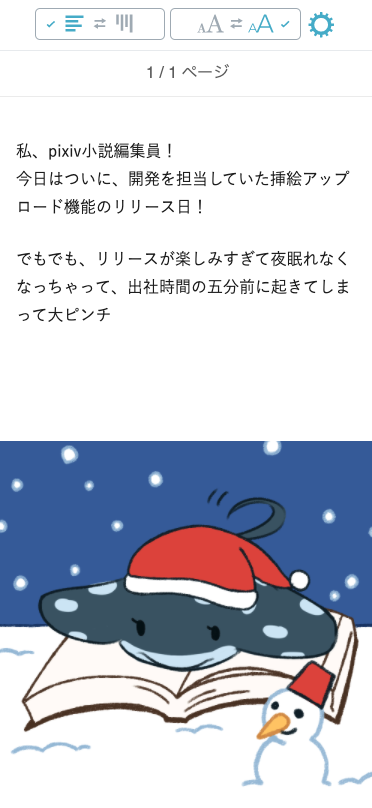 AA AA
1 / 1 ページ
私、pixiv小説編集員！
今日はついに、開発を担当していた挿絵アップ
ロード機能のリリース日！
でもでも、リリースが楽しみすぎて夜眠れなく
なっちゃって、出社時間の五分前に起きてしま
って大ピンチ